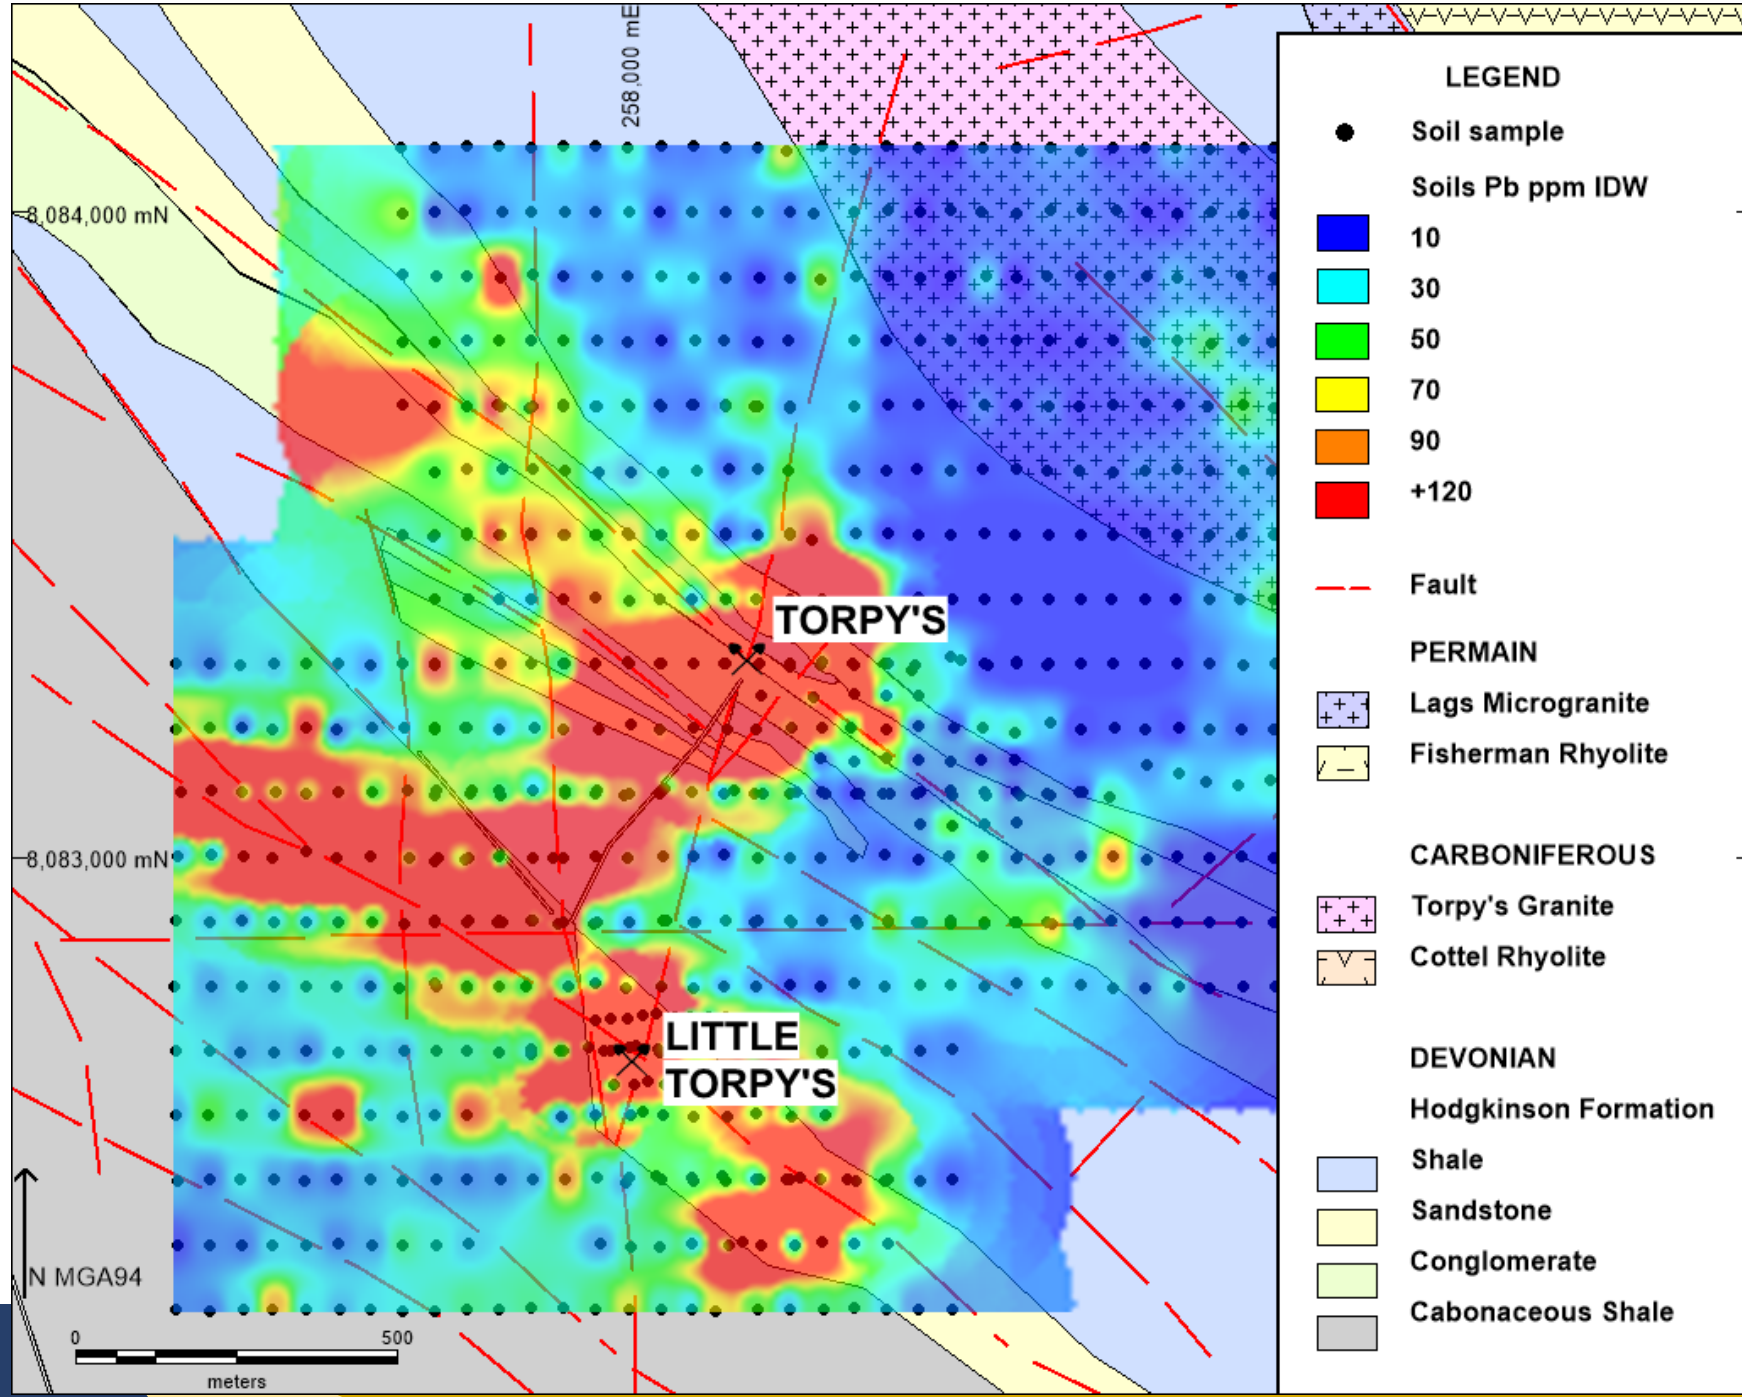 258,000 mE
8,084,000 mN
TORPY'S
8,083,000 mN
LITTLE
TORPY'S
N MGA94
0 500
meters
LEGEND
Soil sample
Soils Pb ppm IDW
10
30
50
70
90
+120
Fault
PERMAIN
Lags Microgranite
Fisherman Rhyolite
CARBONIFEROUS
Torpy's Granite
Cottel Rhyolite
DEVONIAN
Hodgkinson Formation
Shale
Sandstone
Conglomerate
Cabonaceous Shale